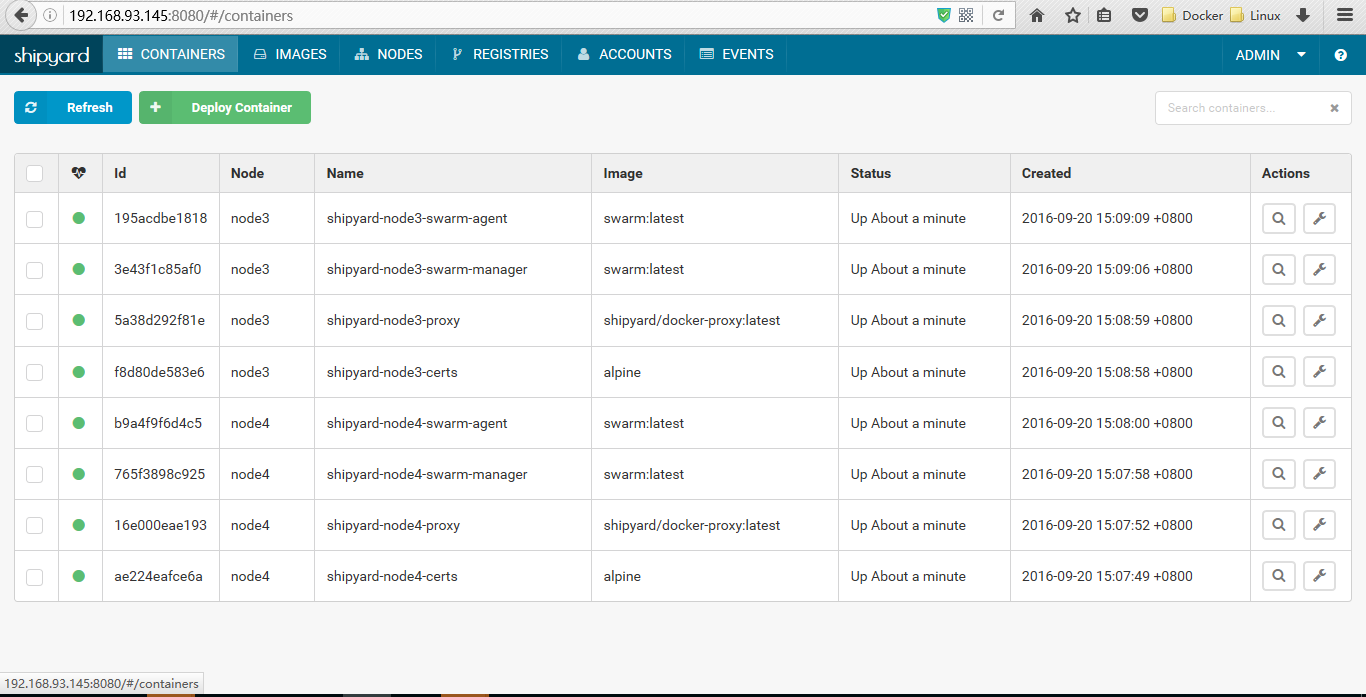 192.168.93.145:8080/#/containers Docker Linux
shipyard CONTAINERS IMAGES NODES REGISTRIES ACCOUNTS EVENTS ADMIN
Refresh Deploy Container Search containers...
Id Node Name Image Status Created Actions
195acdbe1818 node3 shipyard-node3-swarm-agent swarm:latest Up About a minute 2016-09-20 15:09:09 +0800
3e43f1c85af0 node3 shipyard-node3-swarm-manager swarm:latest Up About a minute 2016-09-20 15:09:06 +0800
5a38d292f81e node3 shipyard-node3-proxy shipyard/docker-proxy:latest Up About a minute 2016-09-20 15:08:59 +0800
f8d80de583e6 node3 shipyard-node3-certs alpine Up About a minute 2016-09-20 15:08:58 +0800
b9a4f9f6d4c5 node4 shipyard-node4-swarm-agent swarm:latest Up About a minute 2016-09-20 15:08:00 +0800
765f3898c925 node4 shipyard-node4-swarm-manager swarm:latest Up About a minute 2016-09-20 15:07:58 +0800
16e000eae193 node4 shipyard-node4-proxy shipyard/docker-proxy:latest Up About a minute 2016-09-20 15:07:52 +0800
ae224eafce6a node4 shipyard-node4-certs alpine Up About a minute 2016-09-20 15:07:49 +0800
192.168.93.145:8080/#/containers